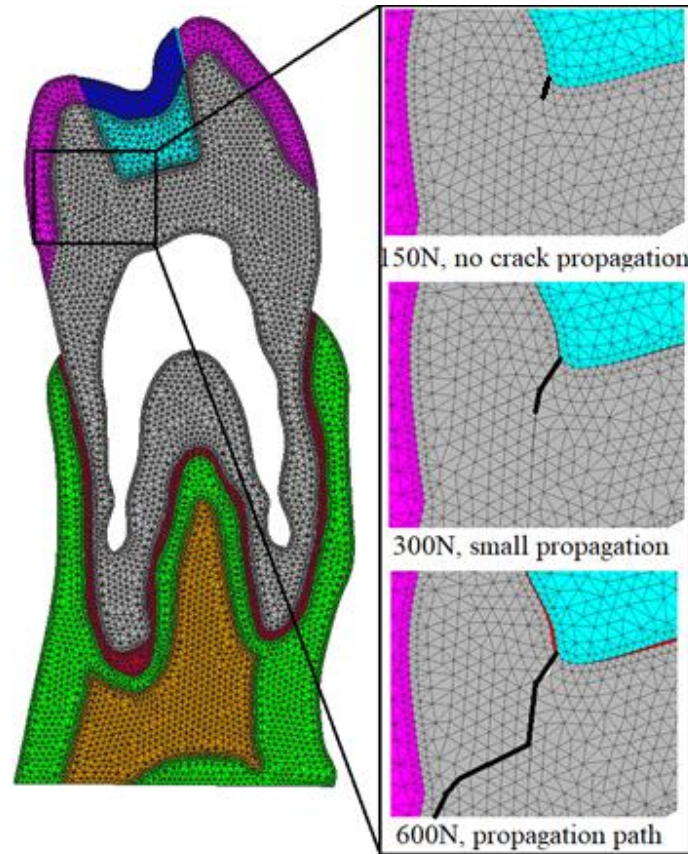 150N, no crack propagation
300N, small propagation
600N, propagation path